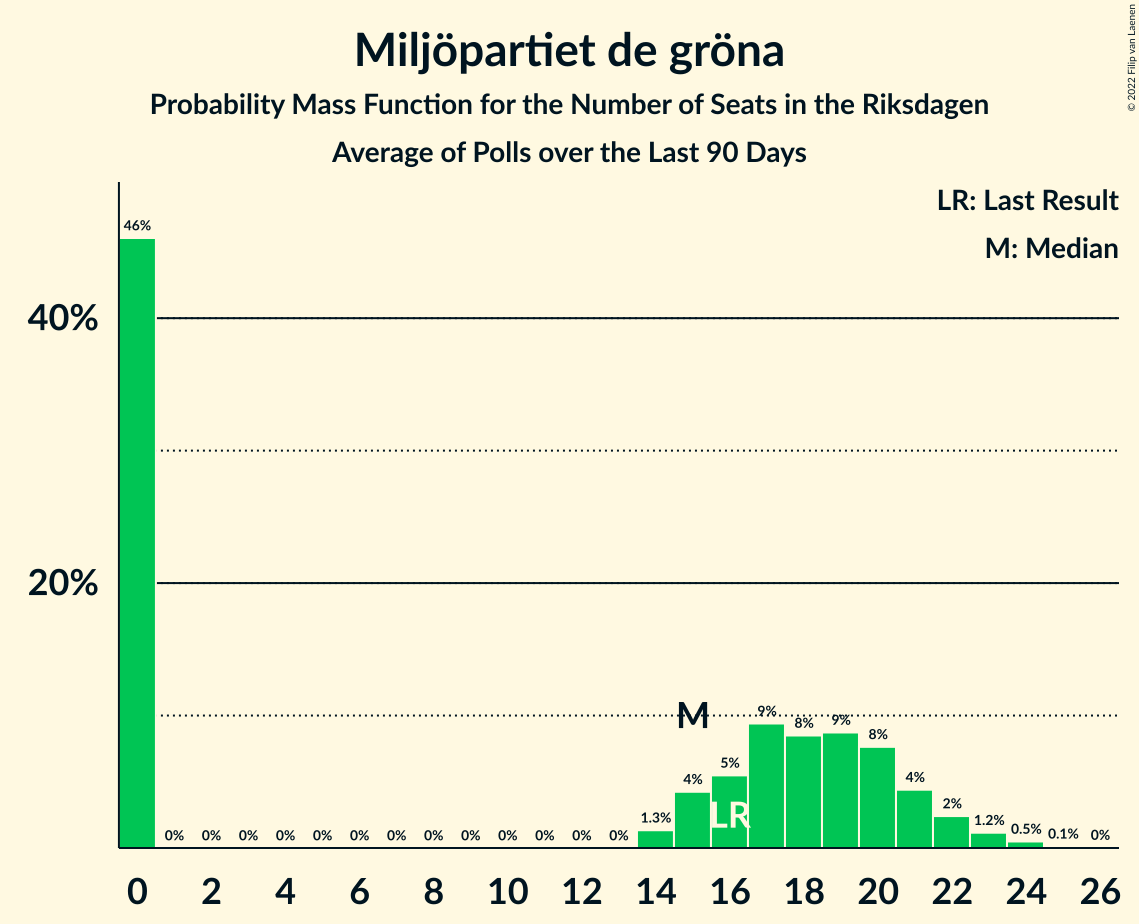 Miljöpartiet de gröna
Probability Mass Function for the Number of Seats in the Riksdagen
Average of Polls over the Last 90 Days
© 2022 Filip van Laenen
LR: Last Result
M: Median
46%
40%
20%
M
9% 8% 9% 8%
5%
4% 4%
LR
1.3% 2% 1.2% 0.5% 0.1% 0%
0% 0% 0% 0% 0% 0% 0% 0% 0% 0% 0% 0% 0%
0 2 4 6 8 10 12 14 16 18 20 22 24 26